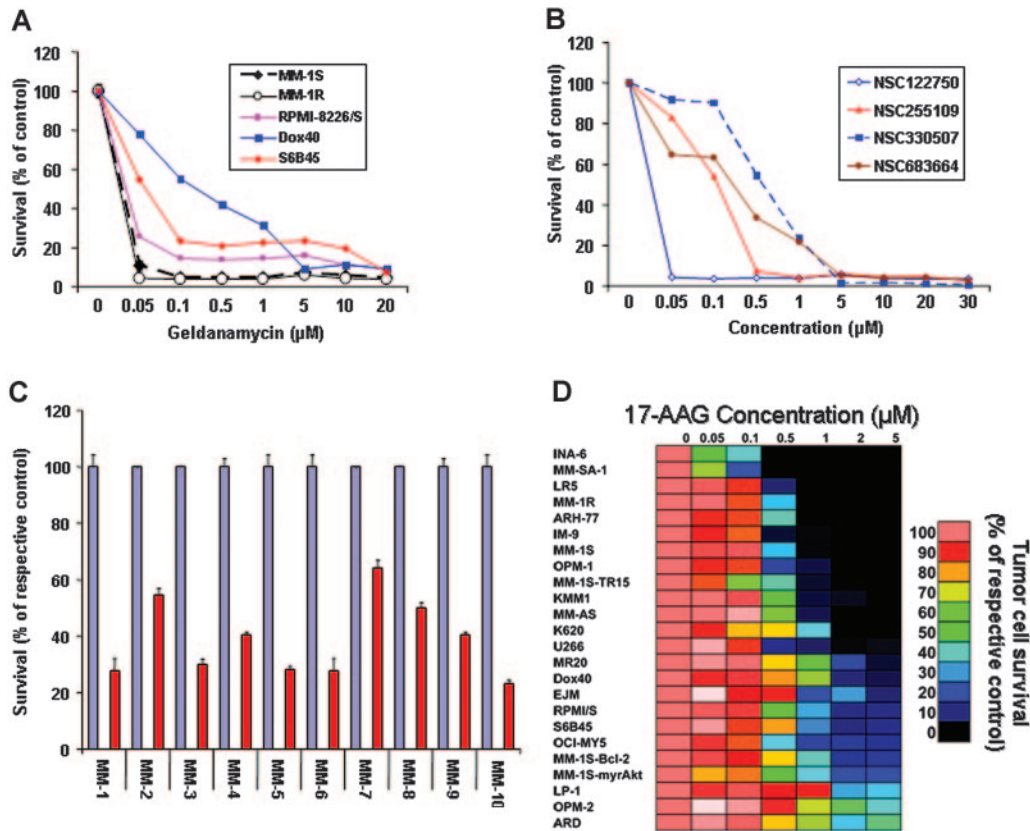 A
120
100
80
60
40
20
0
Survival (% of control)
MM-1S
MM-1R
RPMI-8226/S
Dox40
S6B45
0 0.05 0.1 0.5 1 5 10 20
Geldanamycin (µM)
B
120
100
80
60
40
20
0
Survival (% of control)
NSC122750
NSC255109
NSC330507
NSC683664
0 0.05 0.1 0.5 1 5 10 20 30
Concentration (µM)
C
120
100
80
60
40
20
0
Survival (% of respective control)
MM-1 MM-2 MM-3 MM-4 MM-5 MM-6 MM-7 MM-8 MM-9 MM-10
D
17-AAG Concentration (µM)
0 0.05 0.1 0.5 1 2 5
INA-6
MM-SA-1
LR5
MM-1R
ARH-77
IM-9
MM-1S
OPM-1
MM-1S-TR15
KMM1
MM-AS
K620
U266
MR20
Dox40
EJM
RPMI/S
S6B45
OCI-MY5
MM-1S-Bcl-2
MM-1S-myrAkt
LP-1
OPM-2
ARD
100
90
80
70
60
50
40
30
20
10
0
Tumor cell survival
(% of respective control)